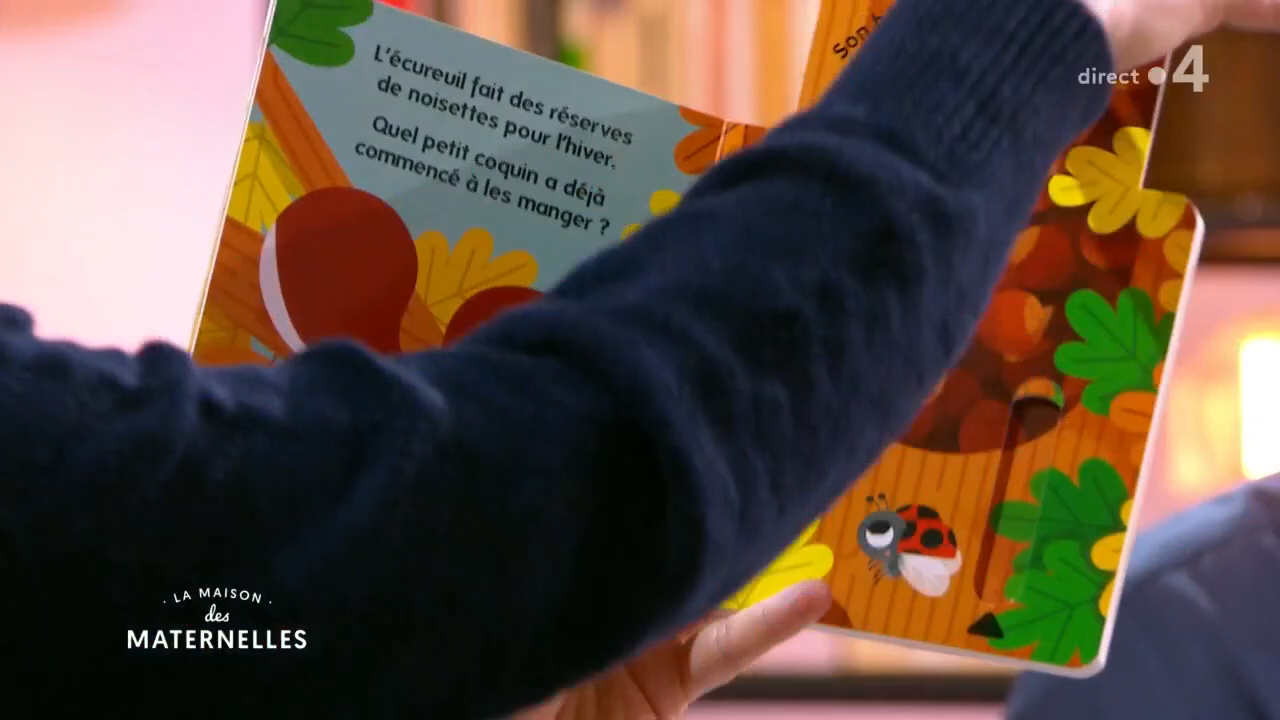 L'écureuil fait des réserves
de noisettes pour l'hiver.
Quel petit coquin a déjà
commencé à les manger ?
Son
direct 4
. LA MAISON .
des
MATERNELLES